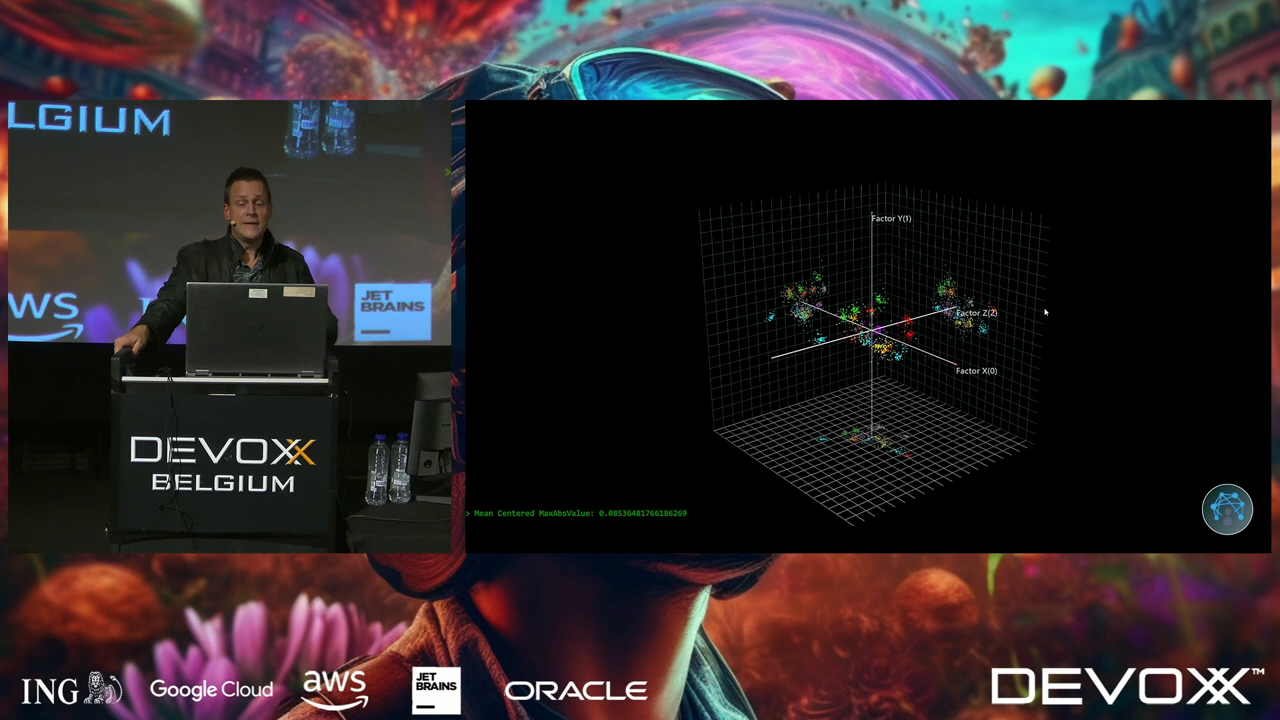 LGIUM
WS
JET
BRAINS
DEVOXX
BELGIUM
Factor Y(1)
Factor Z(2)
Factor X(0)
> Mean Centered MaxAbsValue: 0.08536481766186269
ING
Google Cloud
aws
JET
BRAINS
ORACLE
DEVOXX™